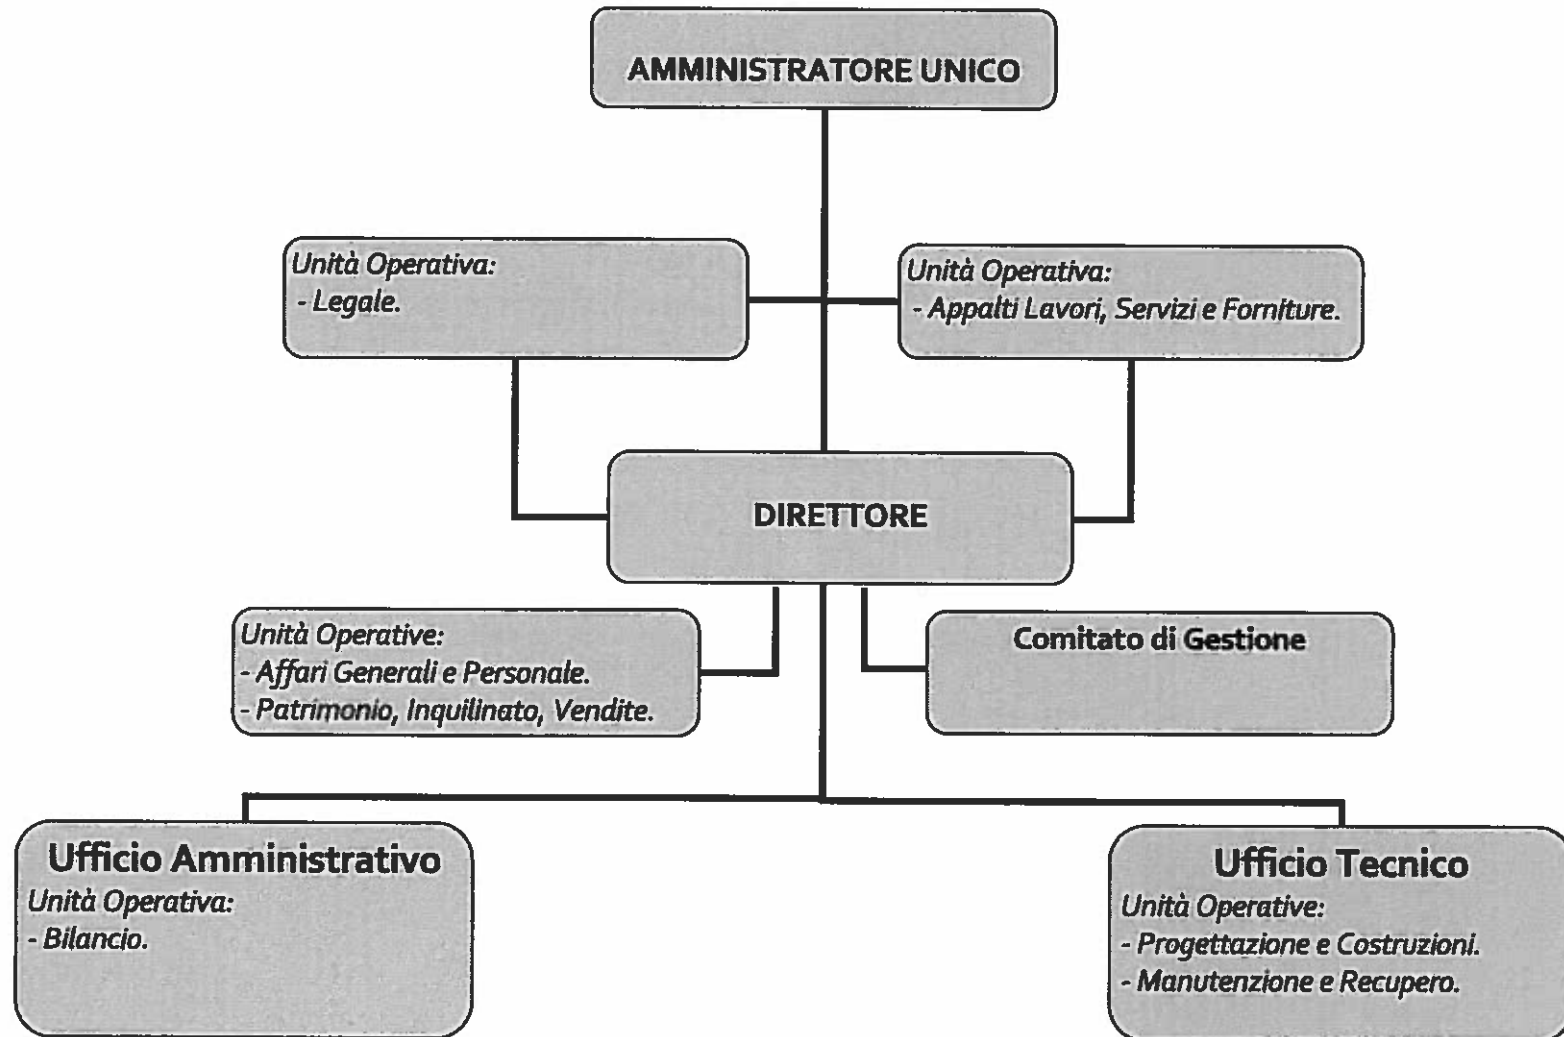 AMMINISTRATORE UNICO
Unità Operativa:
- Legale.
Unità Operativa:
- Appalti Lavori, Servizi e Forniture.
DIRETTORE
Unità Operative:
- Affari Generali e Personale.
- Patrimonio, Inquilinato, Vendite.
Comitato di Gestione
Ufficio Amministrativo
Unità Operativa:
- Bilancio.
Ufficio Tecnico
Unità Operative:
- Progettazione e Costruzioni.
- Manutenzione e Recupero.